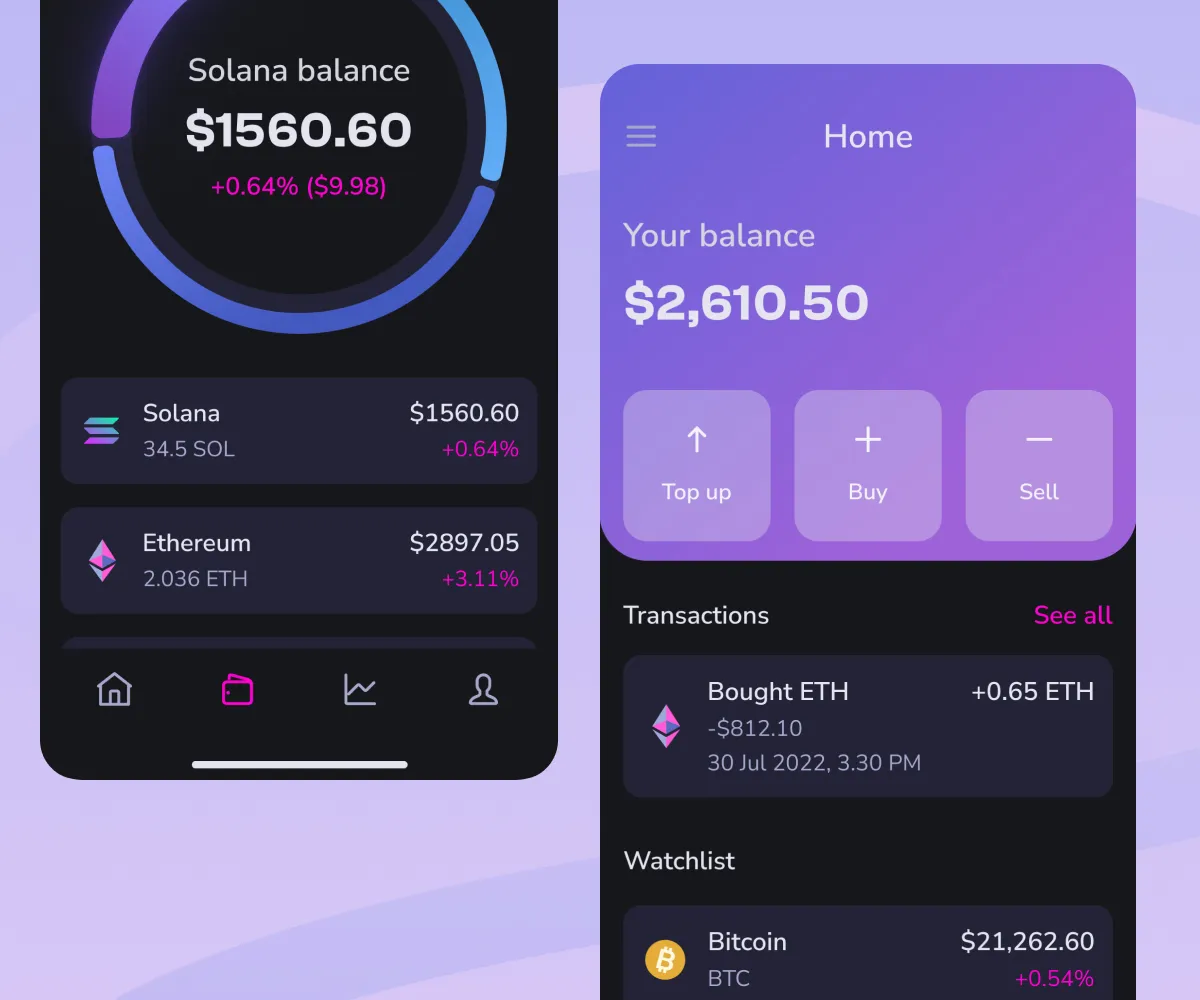 Solana balance
$1560.60
+0.64% ($9.98)
Solana
$1560.60
34.5 SOL
+0.64%
Ethereum
$2897.05
2.036 ETH
+3.11%
Home
Your balance
$2,610.50
Top up
Buy
Sell
Transactions
See all
Bought ETH
+0.65 ETH
-$812.10
30 Jul 2022, 3.30 PM
Watchlist
Bitcoin
$21,262.60
BTC
+0.54%